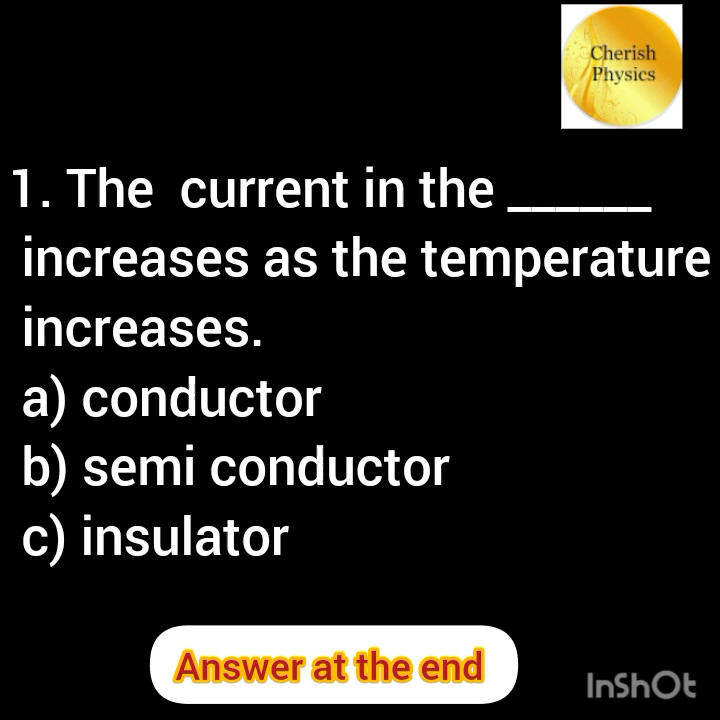 Cherish
Physics
1. The current in the ______
increases as the temperature
increases.
a) conductor
b) semi conductor
c) insulator
Answer at the end
InShOt